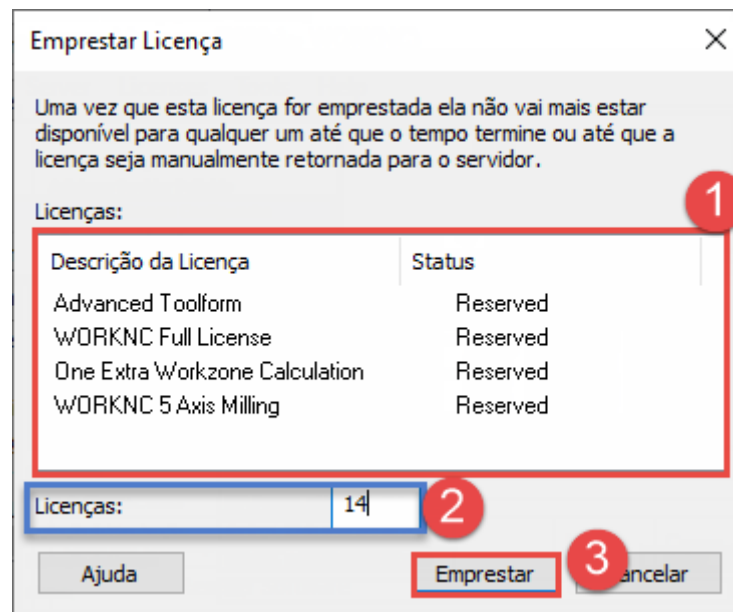 Emprestar Licença
Uma vez que esta licença for emprestada ela não vai mais estar
disponível para qualquer um até que o tempo termine ou até que a
licença seja manualmente retornada para o servidor.
Licenças:
1
Descrição da Licença Status
Advanced Toolform Reserved
WORKNC Full License Reserved
One Extra Workzone Calculation Reserved
WORKNC 5 Axis Milling Reserved
Licenças: 14 2
Ajuda Emprestar 3 ancelar